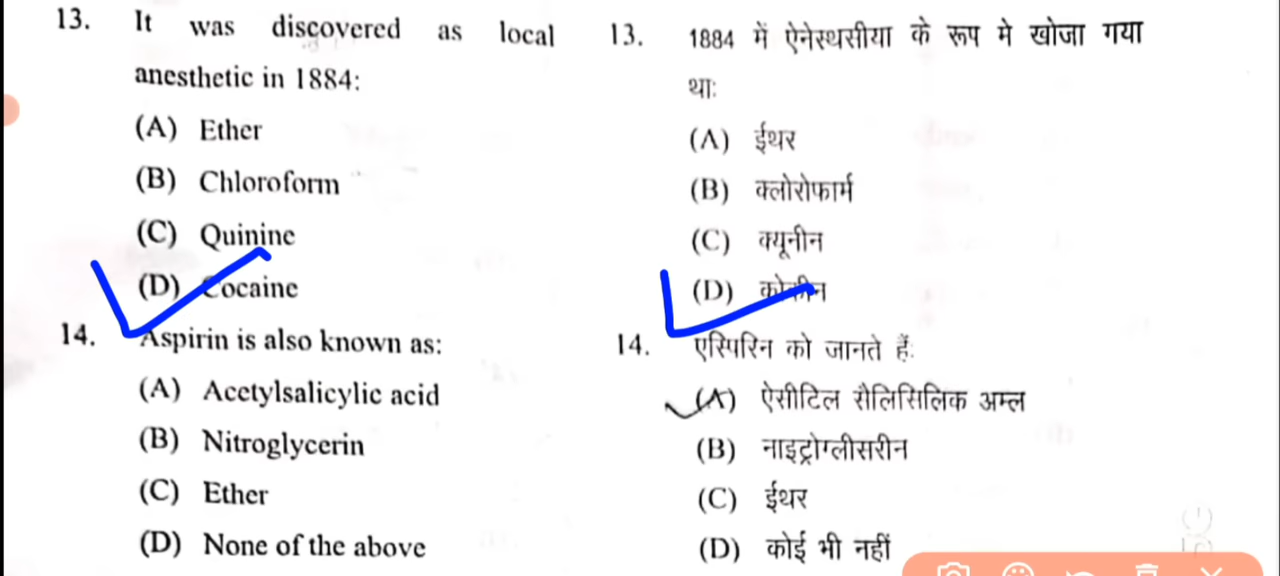 13. It was discovered as local
anesthetic in 1884:
(A) Ether
(B) Chloroform
(C) Quinine
(D) Cocaine
14. Aspirin is also known as:
(A) Acetylsalicylic acid
(B) Nitroglycerin
(C) Ether
(D) None of the above
13. 1884 में ऐनेस्थसीया के रूप मे खोजा गया
था:
(A) ईथर
(B) क्लोरोफार्म
(C) क्यूनीन
(D) कोकीन
14. एस्पिरिन को जानते हैं:
(A) ऐसीटिल सैलिसिलिक अम्ल
(B) नाइट्रोग्लीसरीन
(C) ईथर
(D) कोई भी नहीं